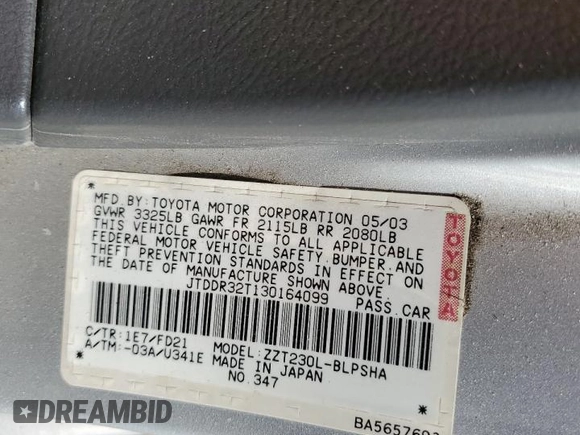 MFD.BY:TOYOTA MOTOR CORPORATION 05/03
GVWR 3325LB GAWR FR 2115LB RR 2080LB
THIS VEHICLE CONFORMS TO ALL APPLICABLE
FEDERAL MOTOR VEHICLE SAFETY,BUMPER,AND
THEFT PREVENTION STANDARDS IN EFFECT ON
THE DATE OF MANUFACTURE SHOWN ABOVE.
JTDDR32T130164099 PASS.CAR
TOYOTA
C/TR:1E7/FD21 MODEL:ZZT230L-BLPSHA
A/TM:-03A/U341E MADE IN JAPAN
NO.347
DREAMBID